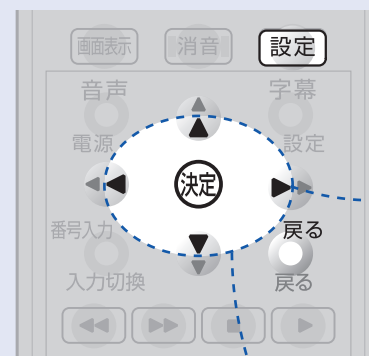 画面表示 消音 設定
音声 字幕
電源 設定
決定
番号入力 戻る
入力切換 戻る